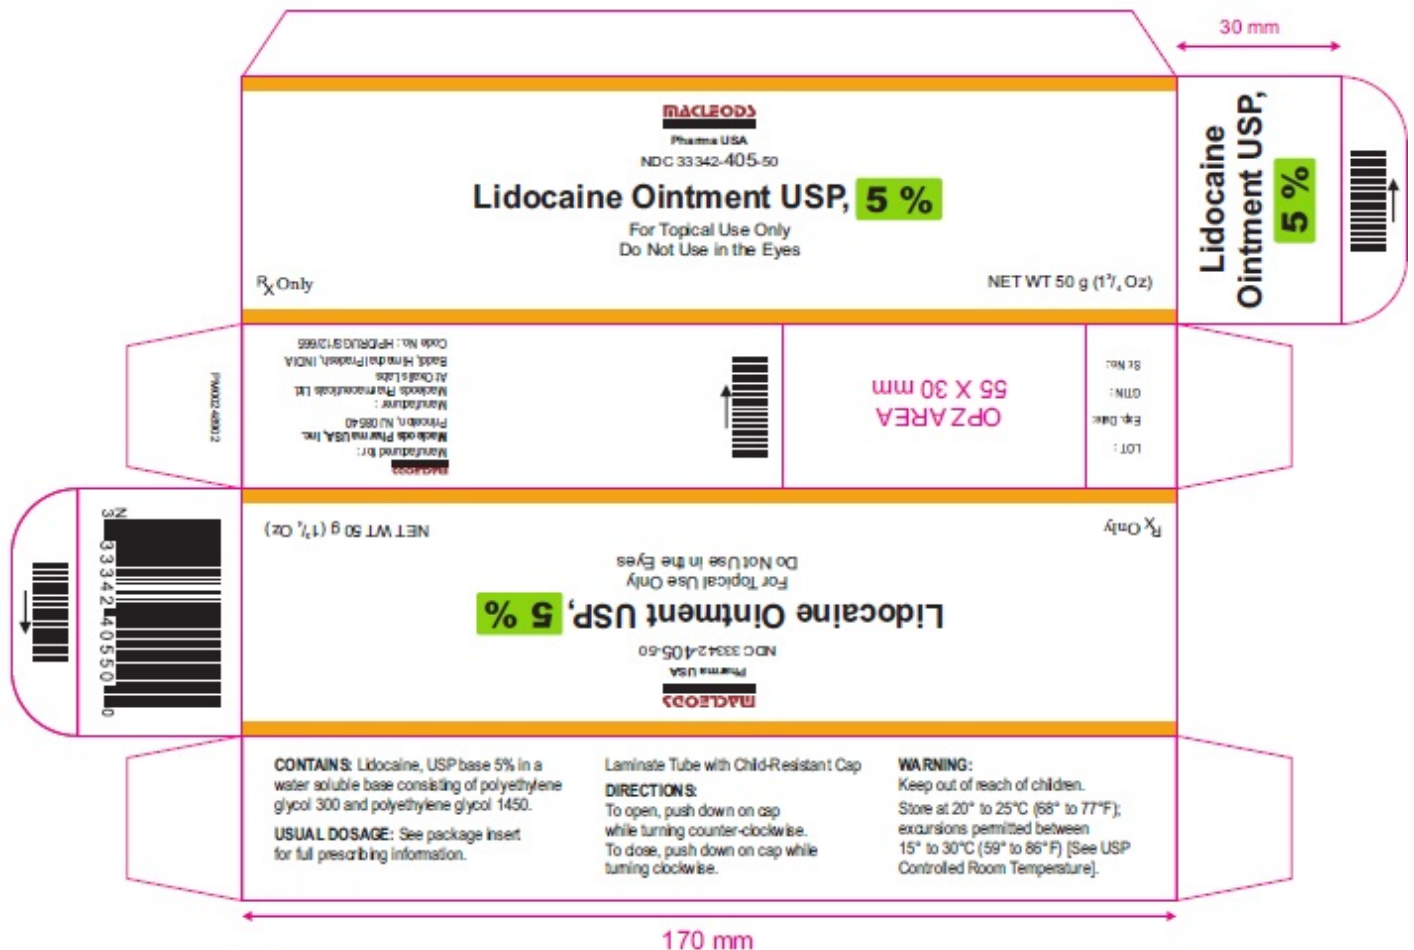 30 mm
MACLEODS
Pharma USA
NDC 33342-405-50
Lidocaine Ointment USP, 5 %
For Topical Use Only
Do Not Use in the Eyes
Rx Only
NET WT 50 g (1³/₄ Oz)
Lidocaine
Ointment USP,
5 %
MACLEODS
Manufactured for :
Macleods Pharma USA, Inc.
Princeton, NJ 08540
Manufacturer :
Macleods Pharmaceuticals Ltd.
At Oxalis Labs
Baddi, Himachal Pradesh, INDIA
Code No.: HP/DRUGS/12/665
OPZ AREA
55 X 30 mm
LOT :
Exp. Date:
GTIN :
Sr. No.:
Rx Only
NET WT 50 g (1³/₄ Oz)
MACLEODS
Pharma USA
NDC 33342-405-50
Lidocaine Ointment USP, 5 %
For Topical Use Only
Do Not Use in the Eyes
N
3 33342 40550 0
CONTAINS: Lidocaine, USP base 5% in a
water soluble base consisting of polyethylene
glycol 300 and polyethylene glycol 1450.
USUAL DOSAGE: See package insert
for full prescribing information.
Laminate Tube with Child-Resistant Cap
DIRECTIONS:
To open, push down on cap
while turning counter-clockwise.
To close, push down on cap while
turning clockwise.
WARNING:
Keep out of reach of children.
Store at 20° to 25°C (68° to 77°F);
excursions permitted between
15° to 30°C (59° to 86°F) [See USP
Controlled Room Temperature].
170 mm